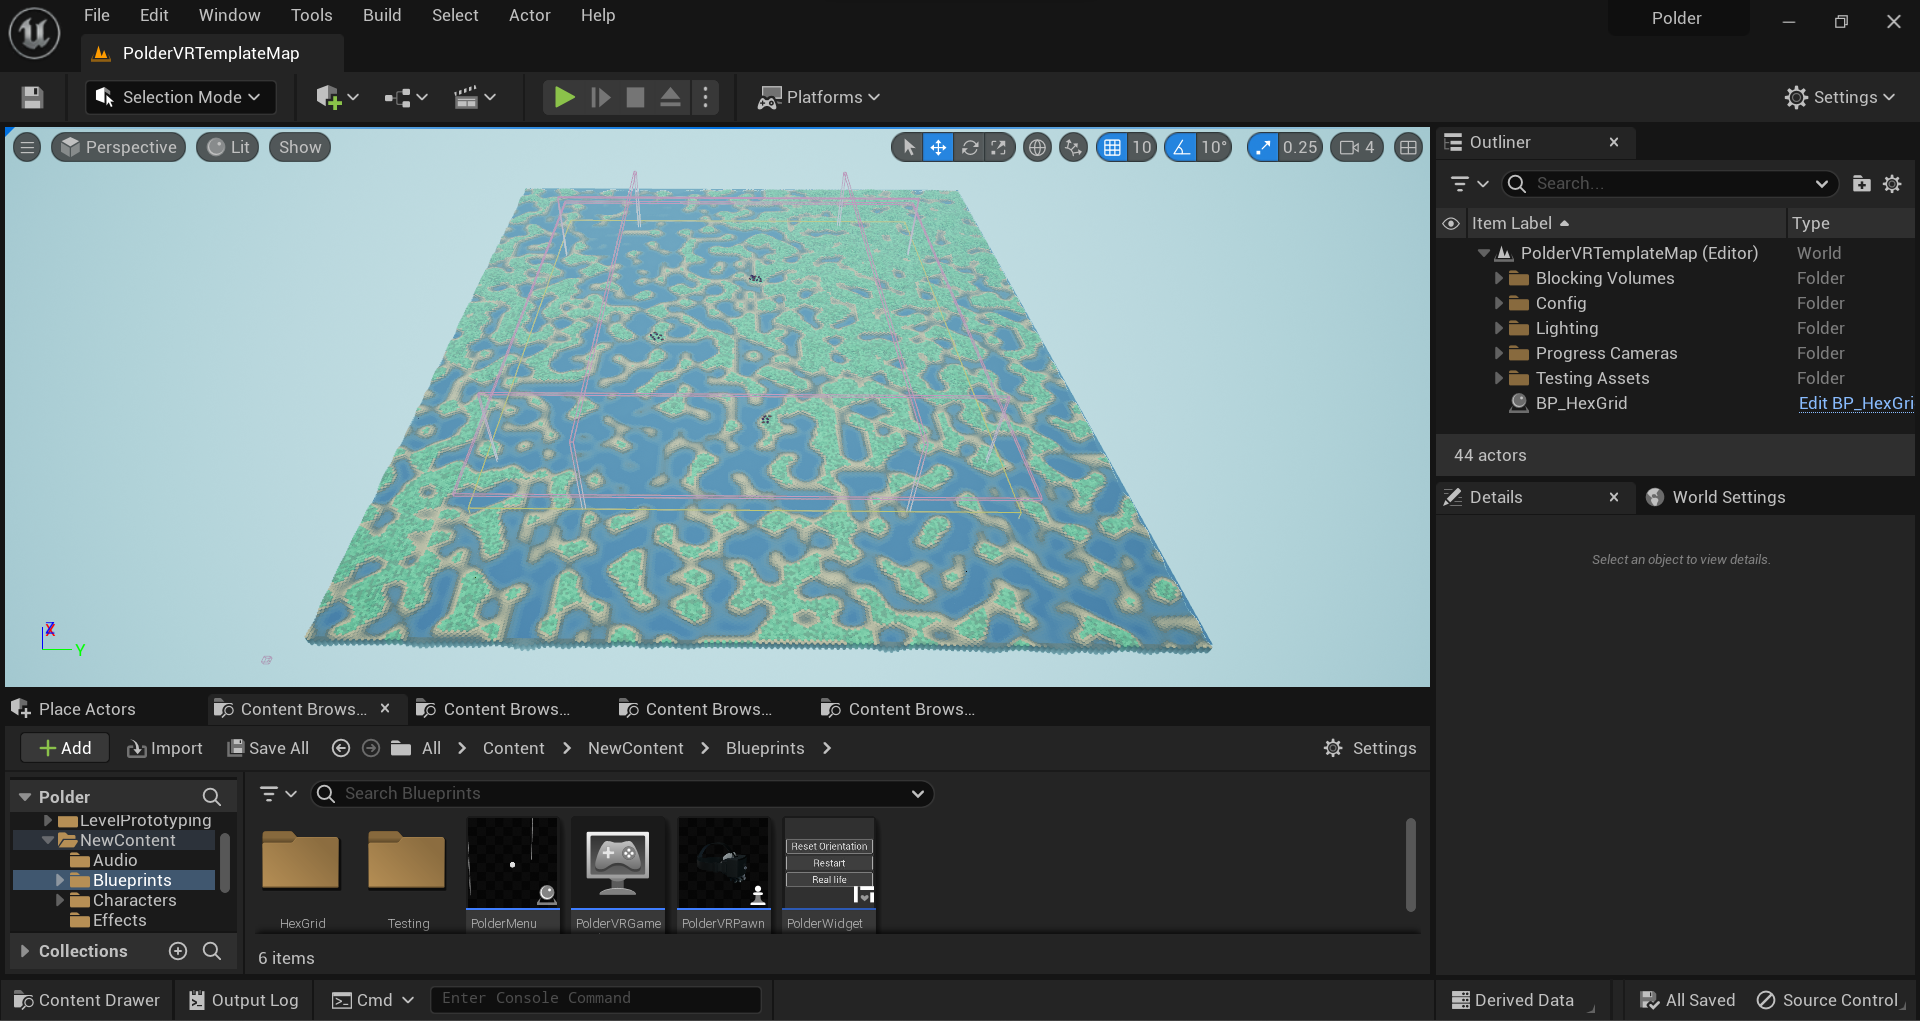 File Edit Window Tools Build Select Actor Help
Polder
PolderVRTemplateMap
Selection Mode
Platforms
Settings
Perspective Lit Show
10 10° 0.25 4
Z
X
Y
Outliner
Search...
Item Label Type
PolderVRTemplateMap (Editor) World
Blocking Volumes Folder
Config Folder
Lighting Folder
Progress Cameras Folder
Testing Assets Folder
BP_HexGrid Edit BP_HexGri
44 actors
Details World Settings
Select an object to view details.
Place Actors Content Brows... Content Brows... Content Brows... Content Brows...
Add Import Save All All Content NewContent Blueprints Settings
Polder
Search Blueprints
LevelPrototyping
NewContent
Audio
Blueprints
Characters
Effects
Collections
Reset Orientation
Restart
Real life
HexGrid Testing PolderMenu PolderVRGame PolderVRPawn PolderWidget
6 items
Content Drawer Output Log Cmd Enter Console Command Derived Data All Saved Source Control